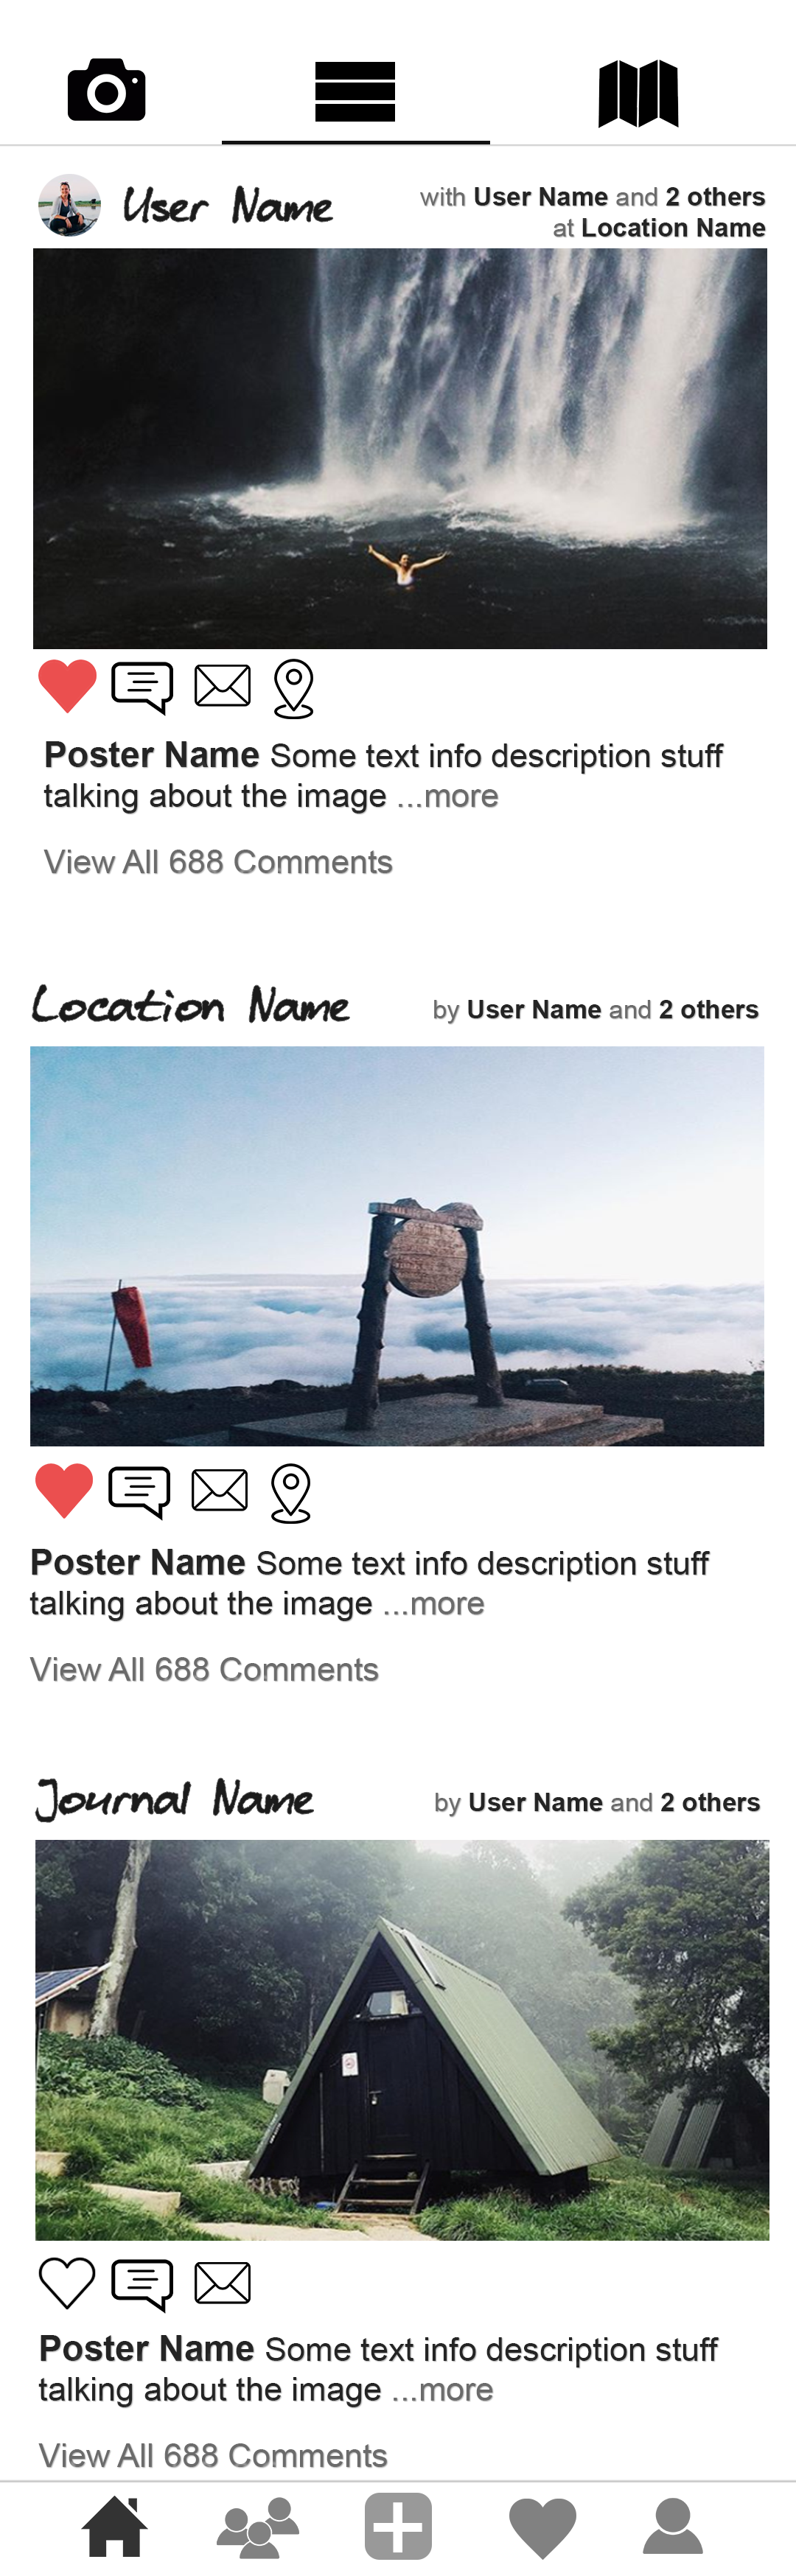 User Name
with User Name and 2 others
at Location Name
Poster Name Some text info description stuff
talking about the image ...more
View All 688 Comments
Location Name
by User Name and 2 others
Poster Name Some text info description stuff
talking about the image ...more
View All 688 Comments
Journal Name
by User Name and 2 others
Poster Name Some text info description stuff
talking about the image ...more
View All 688 Comments